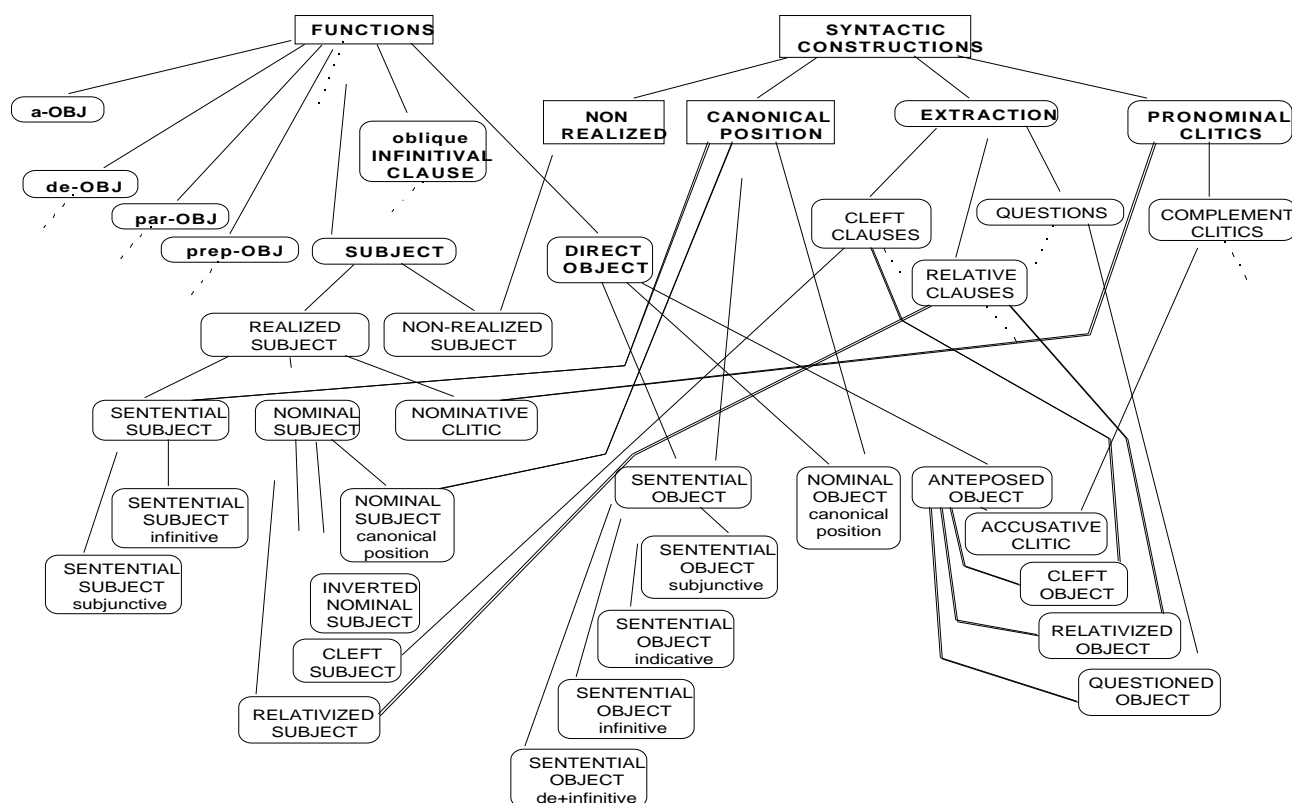 FUNCTIONS
SYNTACTIC
CONSTRUCTIONS
a-OBJ
NON
REALIZED
CANONICAL
POSITION
EXTRACTION
PRONOMINAL
CLITICS
oblique
INFINITIVAL
CLAUSE
de-OBJ
par-OBJ
prep-OBJ
SUBJECT
DIRECT
OBJECT
CLEFT
CLAUSES
QUESTIONS
COMPLEMENT
CLITICS
RELATIVE
CLAUSES
REALIZED
SUBJECT
NON-REALIZED
SUBJECT
SENTENTIAL
SUBJECT
NOMINAL
SUBJECT
NOMINATIVE
CLITIC
SENTENTIAL
SUBJECT
infinitive
NOMINAL
SUBJECT
canonical
position
SENTENTIAL
OBJECT
NOMINAL
OBJECT
canonical
position
ANTEPOSED
OBJECT
ACCUSATIVE
CLITIC
SENTENTIAL
SUBJECT
subjunctive
SENTENTIAL
OBJECT
subjunctive
CLEFT
OBJECT
INVERTED
NOMINAL
SUBJECT
SENTENTIAL
OBJECT
indicative
RELATIVIZED
OBJECT
CLEFT
SUBJECT
SENTENTIAL
OBJECT
infinitive
QUESTIONED
OBJECT
RELATIVIZED
SUBJECT
SENTENTIAL
OBJECT
de+infinitive